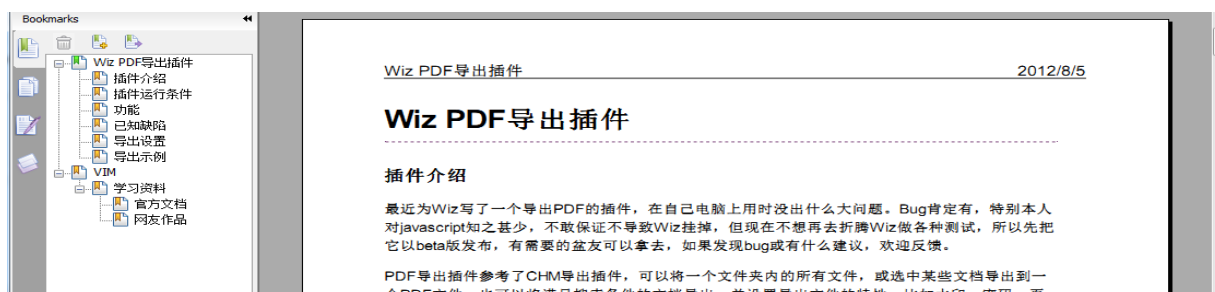 Bookmarks
Wiz PDF导出插件
插件介绍
插件运行条件
功能
已知缺陷
导出设置
导出示例
VIM
学习资料
官方文档
网友作品
Wiz PDF导出插件 2012/8/5
Wiz PDF导出插件
插件介绍
最近为Wiz写了一个导出PDF的插件，在自己电脑上用时没出什么大问题。Bug肯定有，特别本人
对javascript知之甚少，不敢保证不导致Wiz挂掉，但现在不想再去折腾Wiz做各种测试，所以先把
它以beta版发布，有需要的盆友可以拿去，如果发现bug或有什么建议，欢迎反馈。
PDF导出插件参考了CHM导出插件，可以将一个文件夹内的所有文件，或选中某些文档导出到一